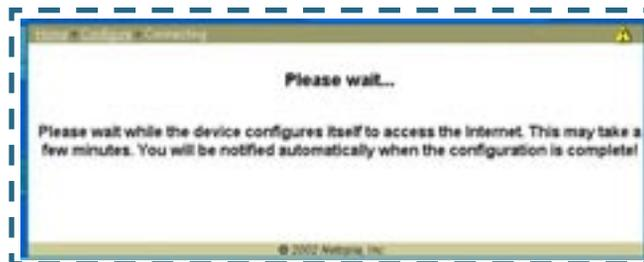 Home > Configure > Connecting
Please wait...
Please wait while the device configures itself to access the Internet. This may take a
few minutes. You will be notified automatically when the configuration is complete!
© 2002 Netopia, Inc.